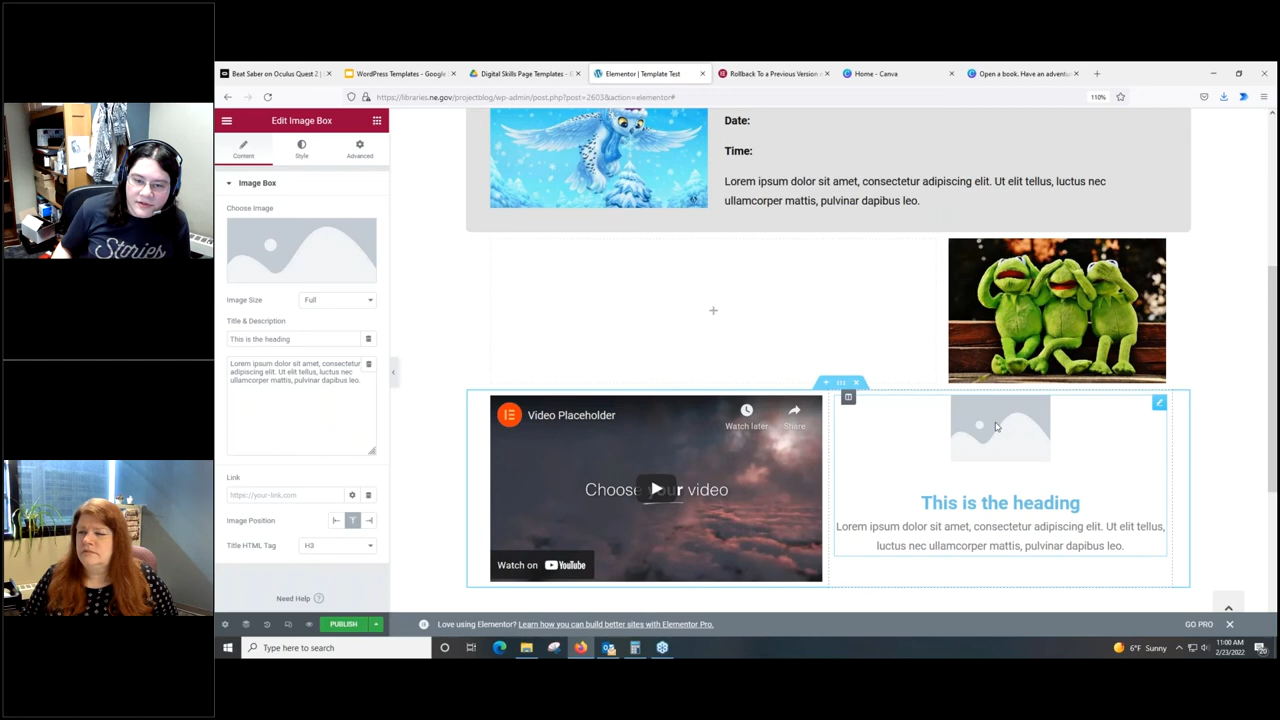 Beat Saber on Oculus Quest 2 |
WordPress Templates - Google
Digital Skills Page Templates - G
Elementor | Template Test
Rollback To a Previous Version o
Home - Canva
Open a book. Have an adventu
https://libraries.ne.gov/projectblog/wp-admin/post.php?post=2603&action=elementor#
110%
Edit Image Box
Content
Style
Advanced
Image Box
Choose Image
Image Size
Full
Title & Description
This is the heading
Lorem ipsum dolor sit amet, consectetur
adipiscing elit. Ut elit tellus, luctus nec
ullamcorper mattis, pulvinar dapibus leo.
Link
https://your-link.com
Image Position
Title HTML Tag
H3
Need Help
PUBLISH
Date:
Time:
Lorem ipsum dolor sit amet, consectetur adipiscing elit. Ut elit tellus, luctus nec
ullamcorper mattis, pulvinar dapibus leo.
Video Placeholder
Watch later
Share
Choose your video
Watch on YouTube
This is the heading
Lorem ipsum dolor sit amet, consectetur adipiscing elit. Ut elit tellus,
luctus nec ullamcorper mattis, pulvinar dapibus leo.
Love using Elementor? Learn how you can build better sites with Elementor Pro.
GO PRO
Type here to search
6°F Sunny
11:00 AM
2/23/2022
20
Stories